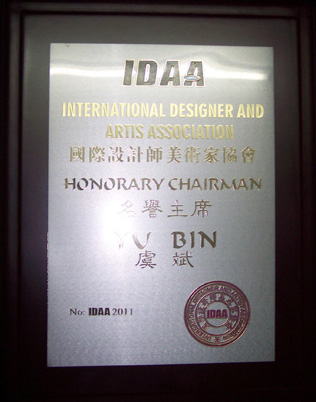 IDAA
INTERNATIONAL DESIGNER AND
ARTIS ASSOCIATION
國際設計師美術家協會
HONORARY CHAIRMAN
名譽主席
YU BIN
虞斌
No: IDAA 2011
IDAA